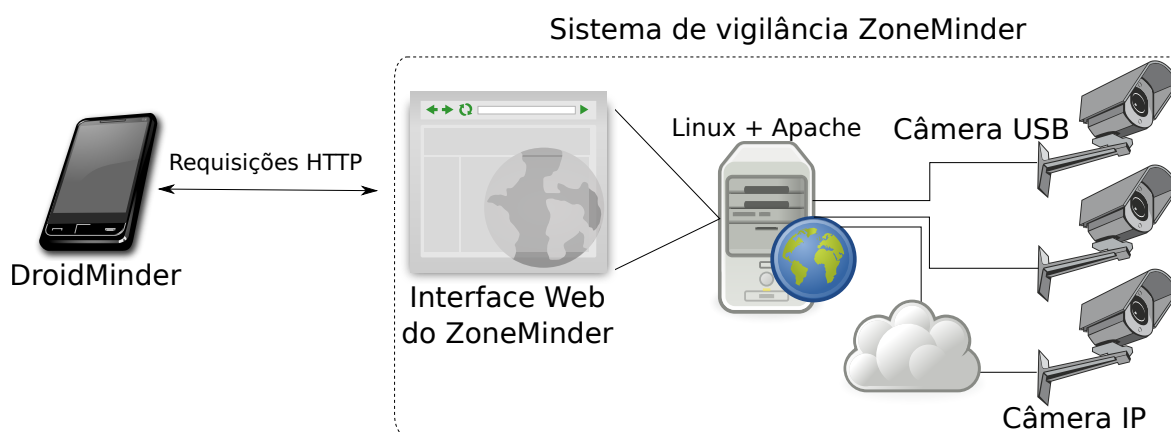 Sistema de vigilância ZoneMinder
Linux + Apache
Câmera USB
Requisições HTTP
DroidMinder
Interface Web
do ZoneMinder
Câmera IP